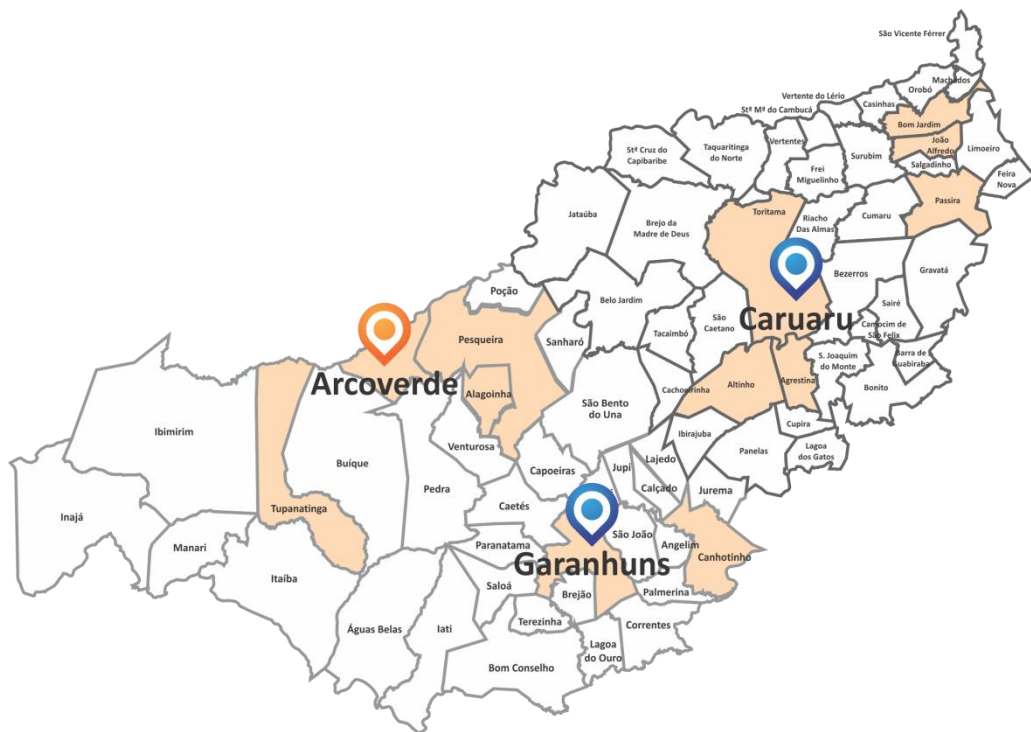 São Vicente Férrer
Orobó
Machados
Vertente do Lério
Casinhas
Stª Mª do Cambucá
Bom Jardim
João
Alfredo
Limoeiro
Stª Cruz do
Capibaribe
Taquaritinga
do Norte
Vertentes
Surubim
Salgadinho
Frei
Miguelinho
Feira
Nova
Passira
Toritama
Jataúba
Brejo da
Madre de Deus
Riacho
Das Almas
Cumaru
Bezerros
Gravatá
Poção
Belo Jardim
Sairé
São
Caetano
Caruaru
Camocim de
São Felix
Tacaimbó
Pesqueira
Sanharó
S. Joaquim
do Monte
Barra de
Guabiraba
Arcoverde
Alagoinha
Cachoeirinha
Altinho
Agrestina
Bonito
São Bento
do Una
Ibimirim
Ibirajuba
Cupira
Venturosa
Panelas
Lagoa
dos Gatos
Buíque
Capoeiras
Jupi
Lajedo
Calçado
Jurema
Pedra
Caetés
Inajá
Tupanatinga
São João
Manari
Paranatama
Angelim
Canhotinho
Garanhuns
Itaíba
Saloá
Brejão
Palmerina
Águas Belas
Iati
Terezinha
Correntes
Lagoa
do Ouro
Bom Conselho